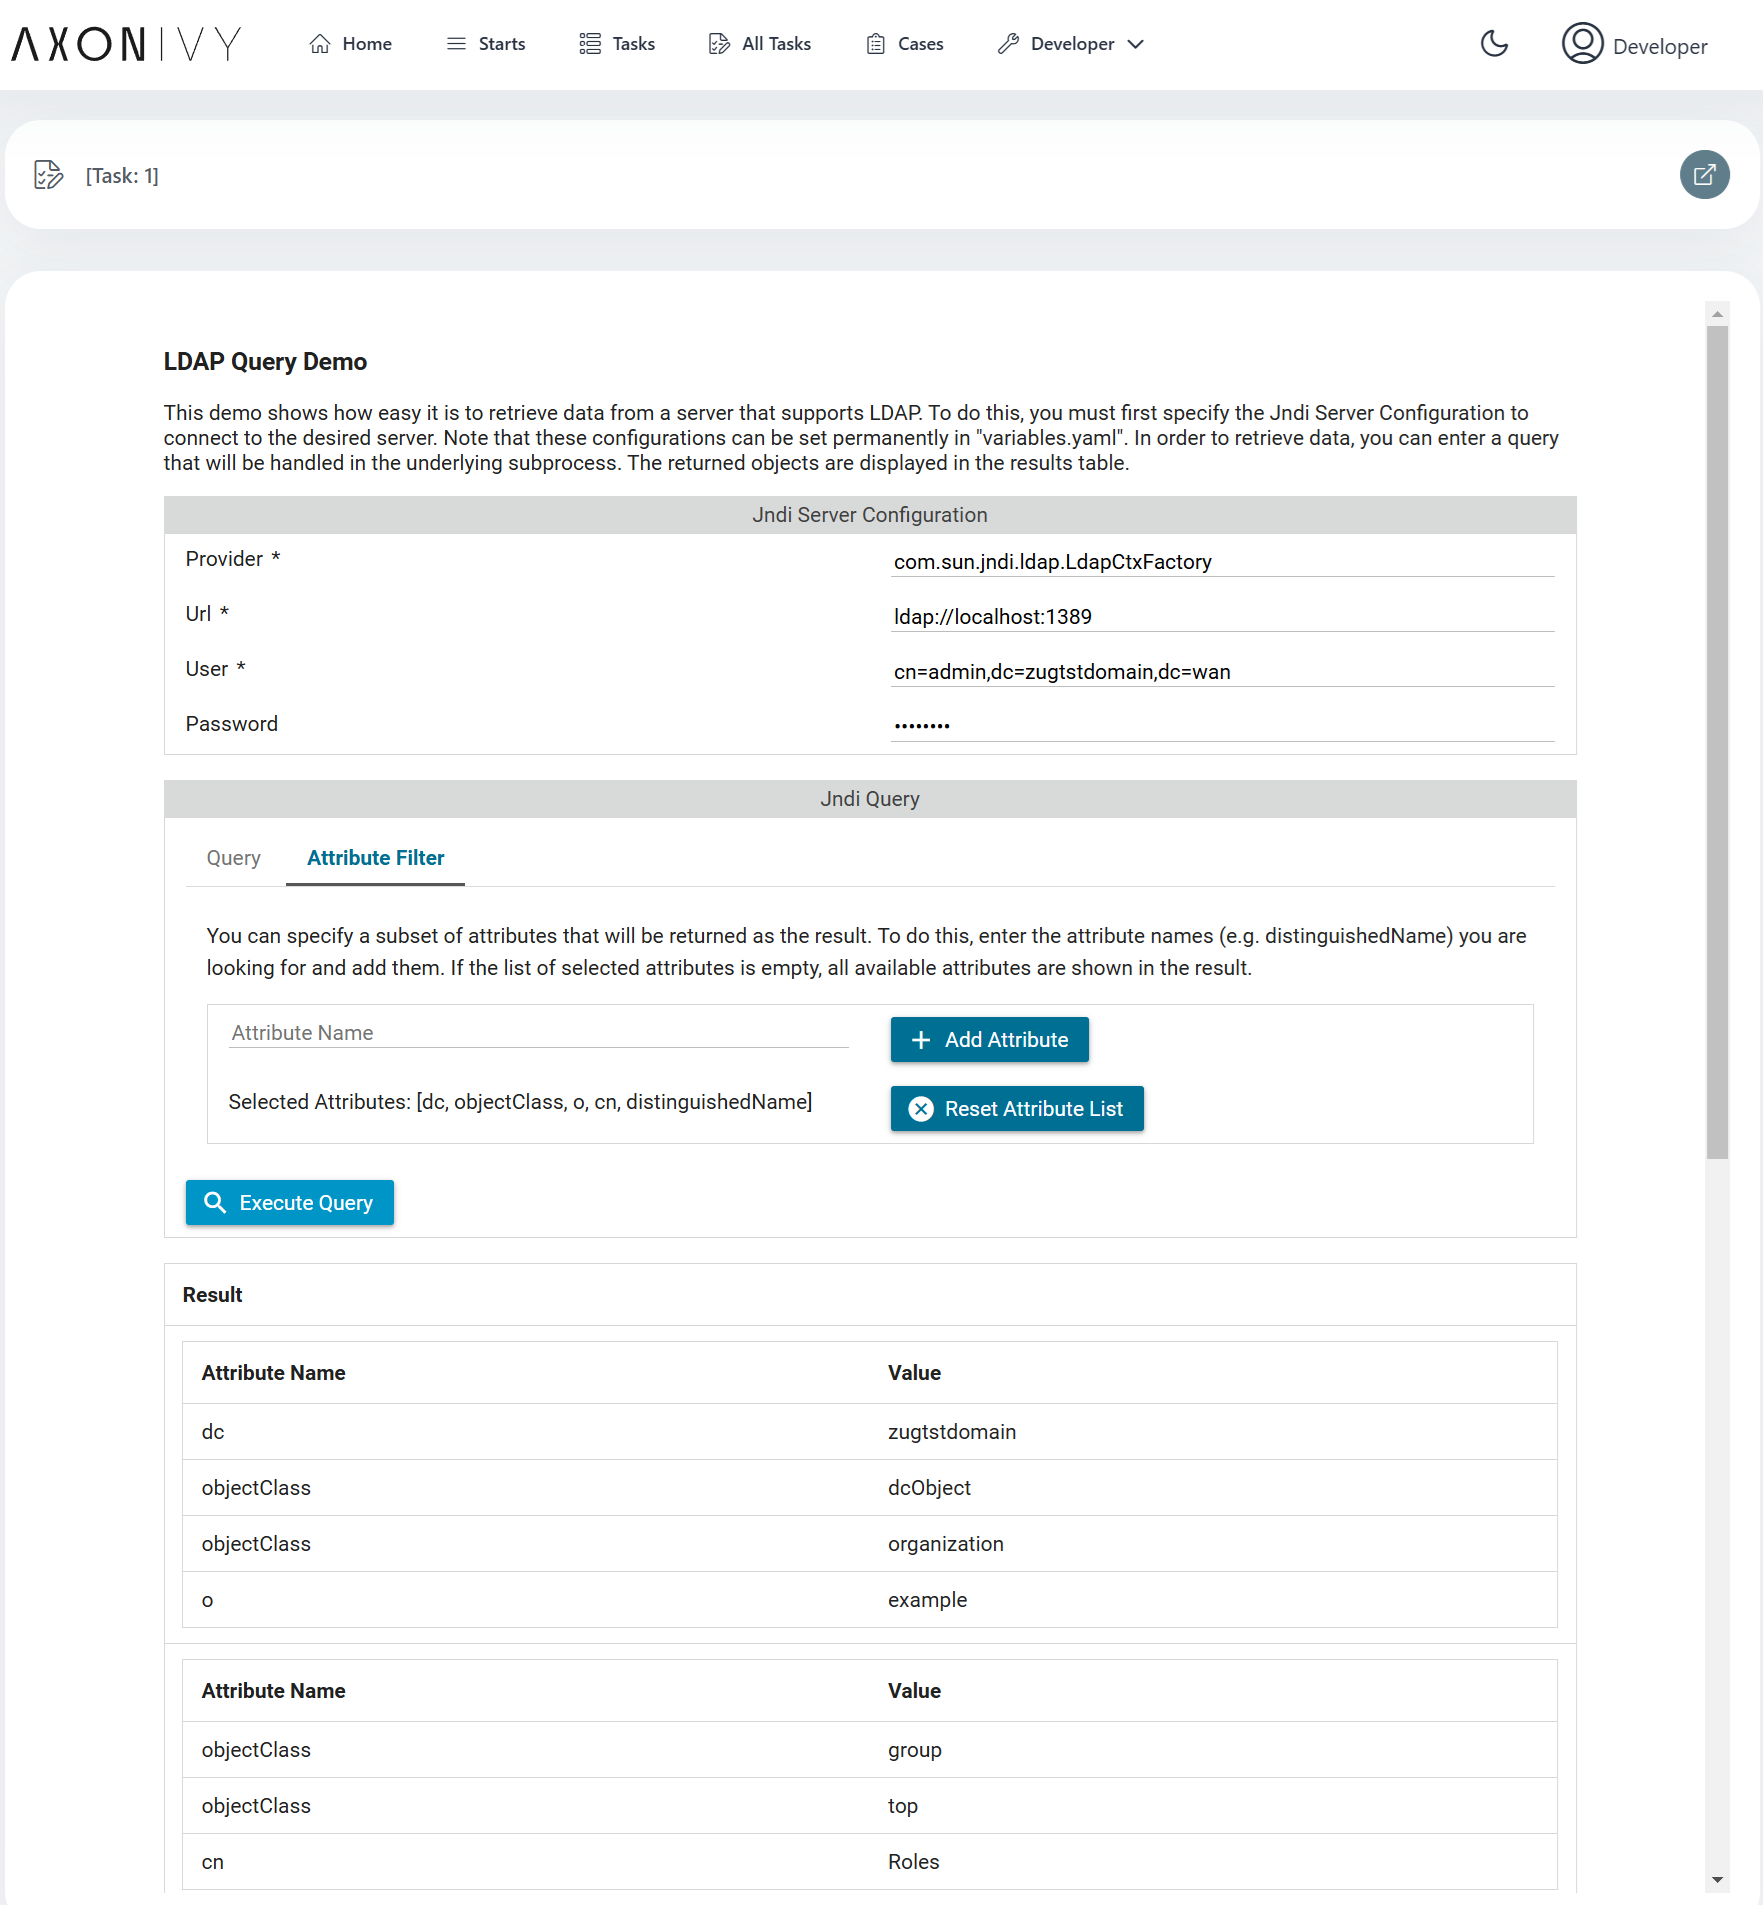 AXONIVY
Home
Starts
Tasks
All Tasks
Cases
Developer
Developer
[Task: 1]
LDAP Query Demo
This demo shows how easy it is to retrieve data from a server that supports LDAP. To do this, you must first specify the Jndi Server Configuration to
connect to the desired server. Note that these configurations can be set permanently in "variables.yaml". In order to retrieve data, you can enter a query
that will be handled in the underlying subprocess. The returned objects are displayed in the results table.
Jndi Server Configuration
Provider *
com.sun.jndi.ldap.LdapCtxFactory
Url *
ldap://localhost:1389
User *
cn=admin,dc=zugtstdomain,dc=wan
Password
••••••••
Jndi Query
Query
Attribute Filter
You can specify a subset of attributes that will be returned as the result. To do this, enter the attribute names (e.g. distinguishedName) you are
looking for and add them. If the list of selected attributes is empty, all available attributes are shown in the result.
Attribute Name
Add Attribute
Selected Attributes: [dc, objectClass, o, cn, distinguishedName]
Reset Attribute List
Execute Query
Result
Attribute Name
Value
dc
zugtstdomain
objectClass
dcObject
objectClass
organization
o
example
Attribute Name
Value
objectClass
group
objectClass
top
cn
Roles